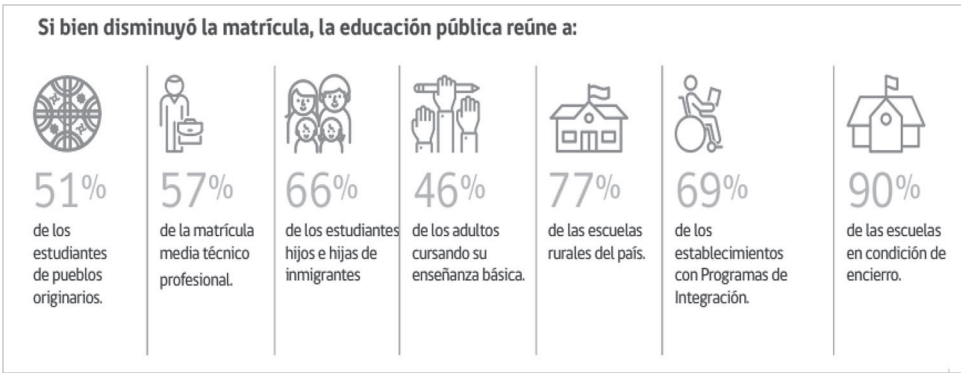 Si bien disminuyó la matrícula, la educación pública reúne a:
51%
de los
estudiantes
de pueblos
originarios.
57%
de la matrícula
media técnico
profesional.
66%
de los estudiantes
hijos e hijas de
inmigrantes
46%
de los adultos
cursando su
enseñanza básica.
77%
de las escuelas
rurales del país.
69%
de los
establecimientos
con Programas de
Integración.
90%
de las escuelas
en condición de
encierro.